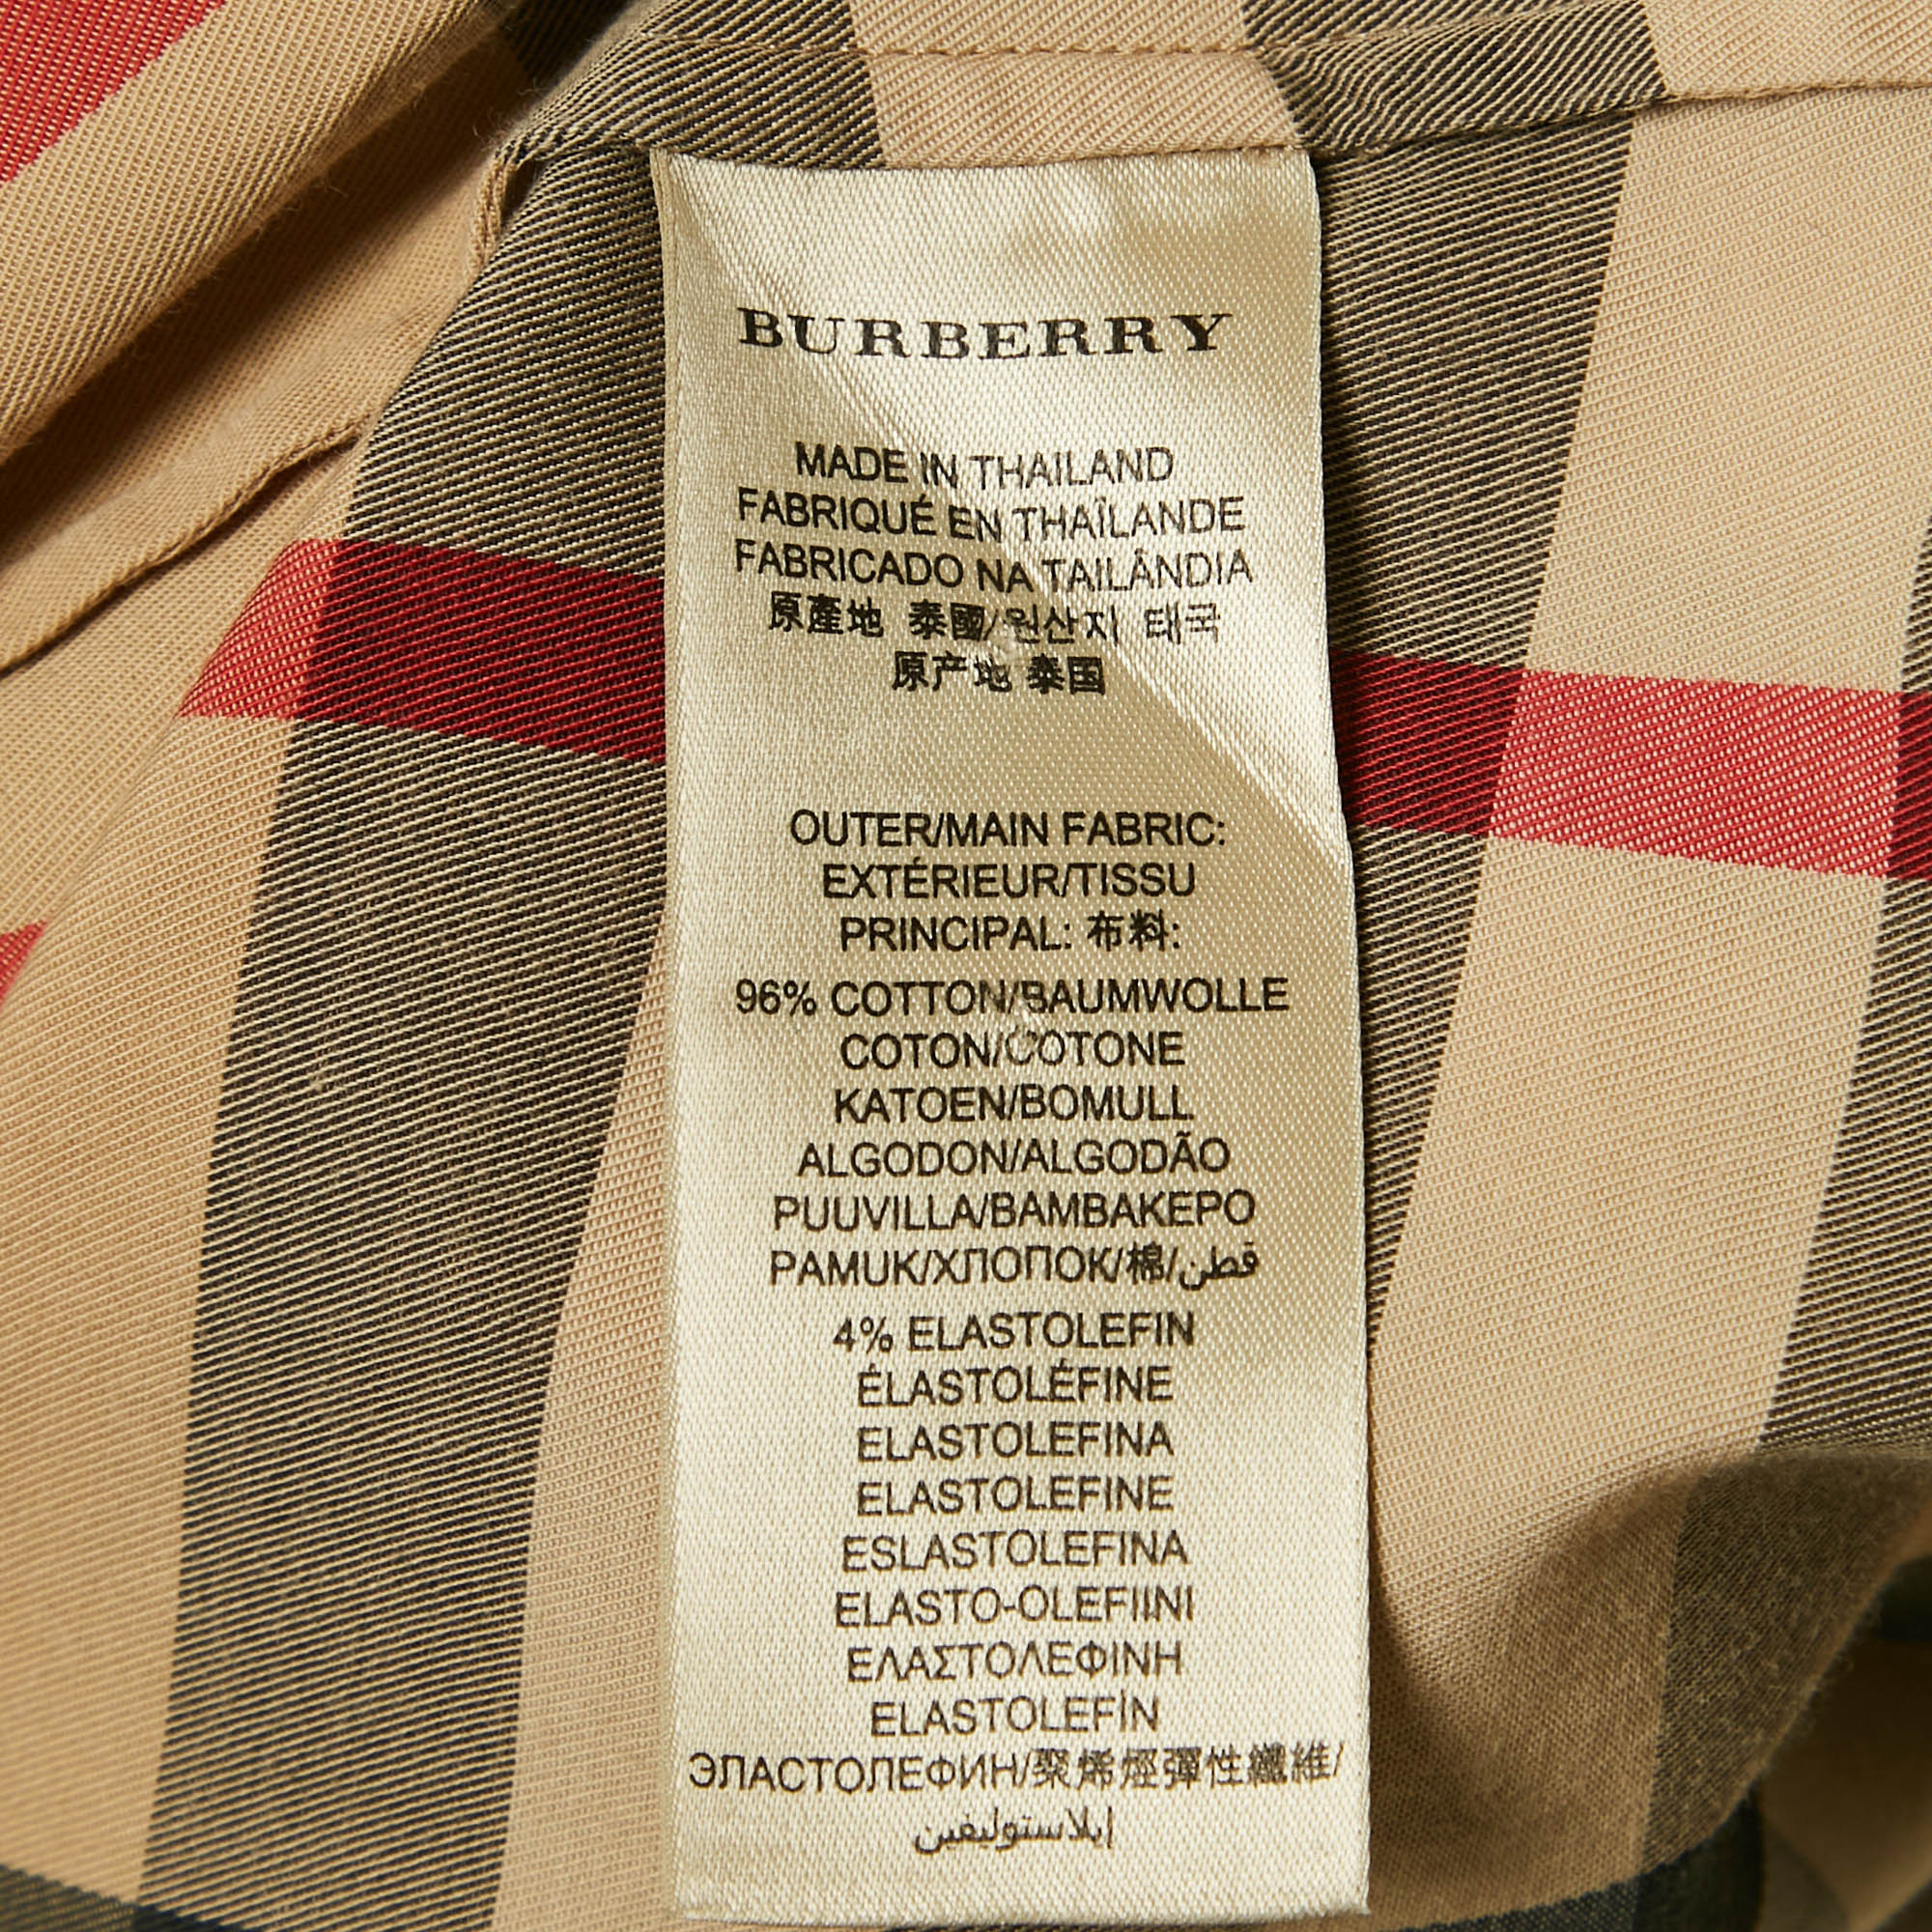 BURBERRY
MADE IN THAILAND
FABRIQUÉ EN THAÏLANDE
FABRICADO NA TAILÂNDIA
原產地 泰國/원산지 태국
原产地 泰国
OUTER/MAIN FABRIC:
EXTÉRIEUR/TISSU
PRINCIPAL: 布料:
96% COTTON/BAUMWOLLE
COTON/COTONE
KATOEN/BOMULL
ALGODON/ALGODÃO
PUUVILLA/ΒΑΜΒΑΚΕΡΟ
PAMUK/ХЛОПОК/棉/قطن
4% ELASTOLEFIN
ÉLASTOLÉFINE
ELASTOLEFINA
ELASTOLEFINE
ESLASTOLEFINA
ELASTO-OLEFIINI
ΕΛΑΣΤΟΛΕΦΙΝΗ
ELASTOLEFİN
ЭЛАСТОЛЕФИН/聚烯烴彈性纖維/
إيلاستوليفين